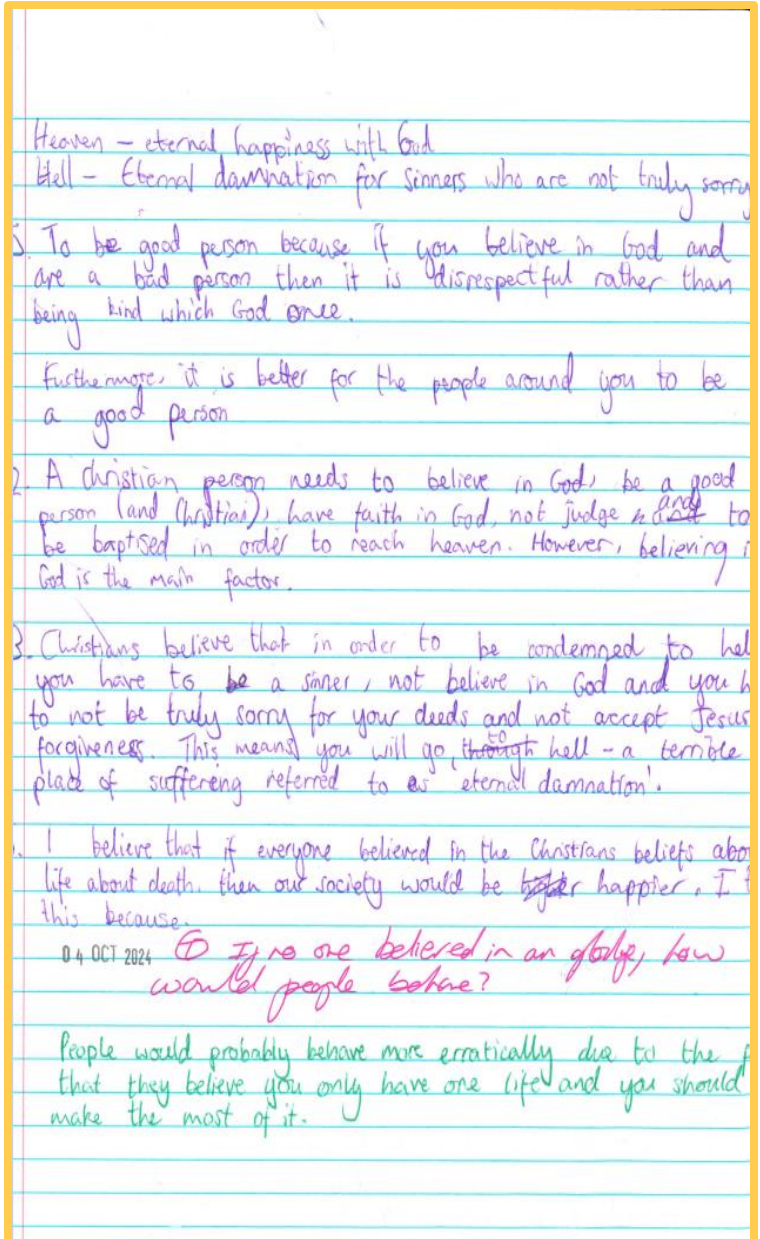 Heaven – eternal happiness with God
Hell – Eternal damnation for sinners who are not truly sorry
5. To be good person because if you believe in God and
are a bad person then it is disrespectful rather than
being kind which God once.
Furthermore, it is better for the people around you to be
a good person
2. A christian person needs to believe in God, be a good
person (and Christian), have faith in God, not judge and to
be baptised in order to reach heaven. However, believing i
God is the main factor.
3. Christians believe that in order to be condemned to hel
you have to be a sinner, not believe in God and you h
to not be truly sorry for your deeds and not accept Jesus
forgiveness. This means you will go to hell – a terrible
place of suffereng referred to as 'eternal damnation'.
. I believe that if everyone believed in the Christians beliefs abo
life about death. then our society would be happier. I t
this because.
04 OCT 2024 If no one believed in an, how
would people behave?
People would probably behave more erratically due to the f
that they believe you only have one life and you should
make the most of it.